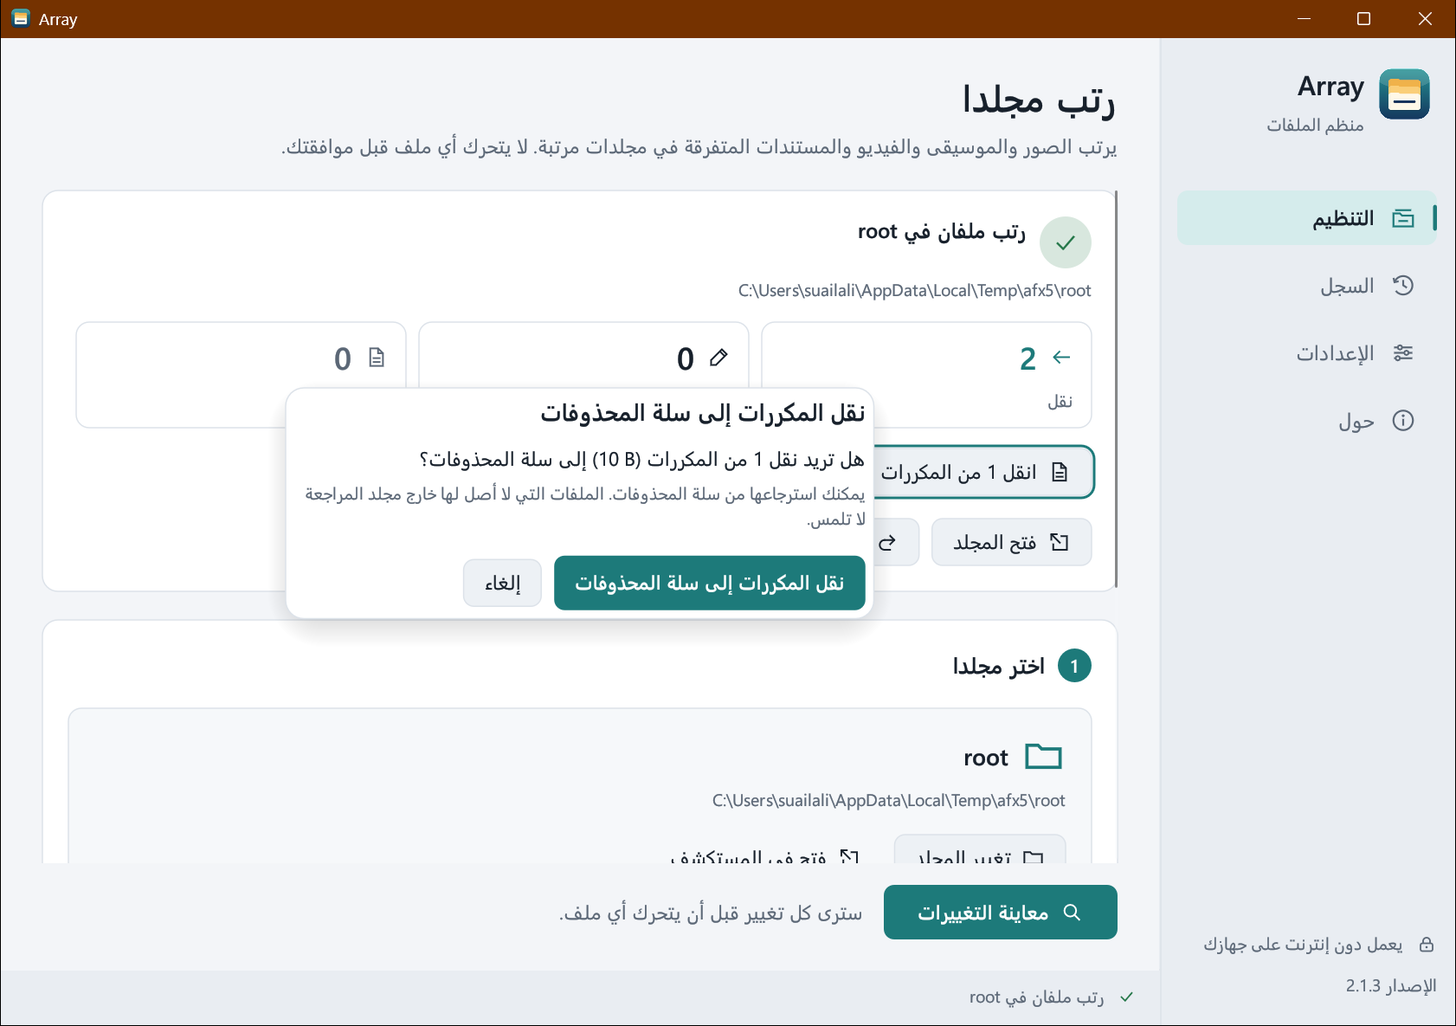 Array
Array
منظم الملفات
التنظيم
السجل
الإعدادات
حول
يعمل دون إنترنت على جهازك
الإصدار 2.1.3
رتب مجلدا
يرتب الصور والموسيقى والفيديو والمستندات المتفرقة في مجلدات مرتبة. لا يتحرك أي ملف قبل موافقتك.
رتب ملفان في root
C:\Users\suailali\AppData\Local\Temp\afx5\root
2
نقل
0
0
انقل 1 من المكررات
فتح المجلد
نقل المكررات إلى سلة المحذوفات
هل تريد نقل 1 من المكررات (10 B) إلى سلة المحذوفات؟
يمكنك استرجاعها من سلة المحذوفات. الملفات التي لا أصل لها خارج مجلد المراجعة
لا تلمس.
نقل المكررات إلى سلة المحذوفات
إلغاء
1
اختر مجلدا
root
C:\Users\suailali\AppData\Local\Temp\afx5\root
تغيير المجلد
فتح في المستكشف
معاينة التغييرات
سترى كل تغيير قبل أن يتحرك أي ملف.
رتب ملفان في root